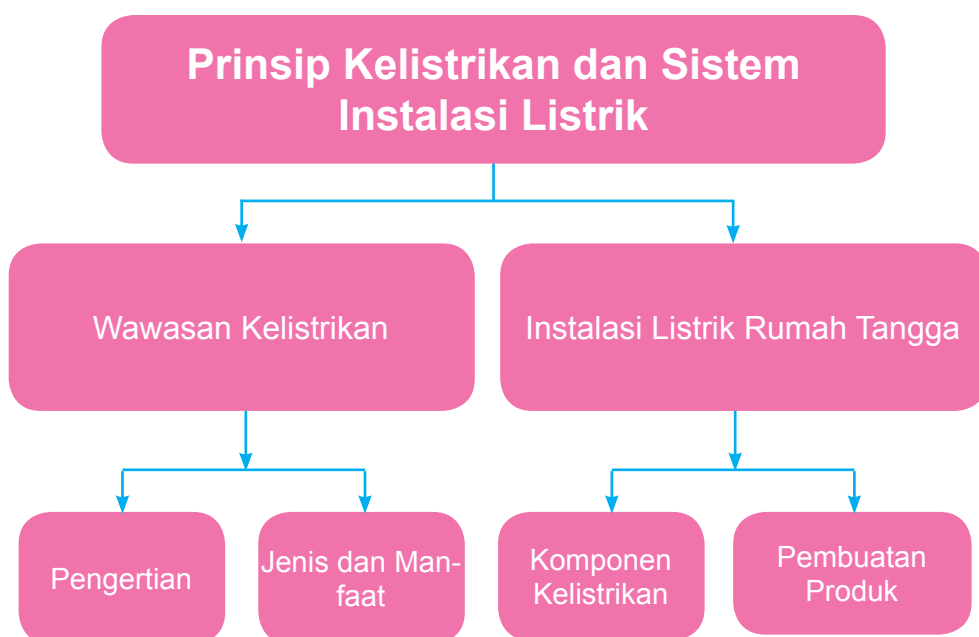 Prinsip Kelistrikan dan Sistem
Instalasi Listrik
Wawasan Kelistrikan
Instalasi Listrik Rumah Tangga
Pengertian
Jenis dan Man-
faat
Komponen
Kelistrikan
Pembuatan
Produk